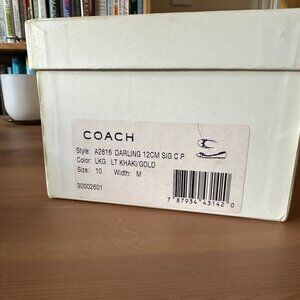 COACH
Style: A2816 DARLING 12CM SIG C P
Color: LKG LT KHAKI/GOLD
Size: 10 Width: M
30002601
7 87934 43142 0